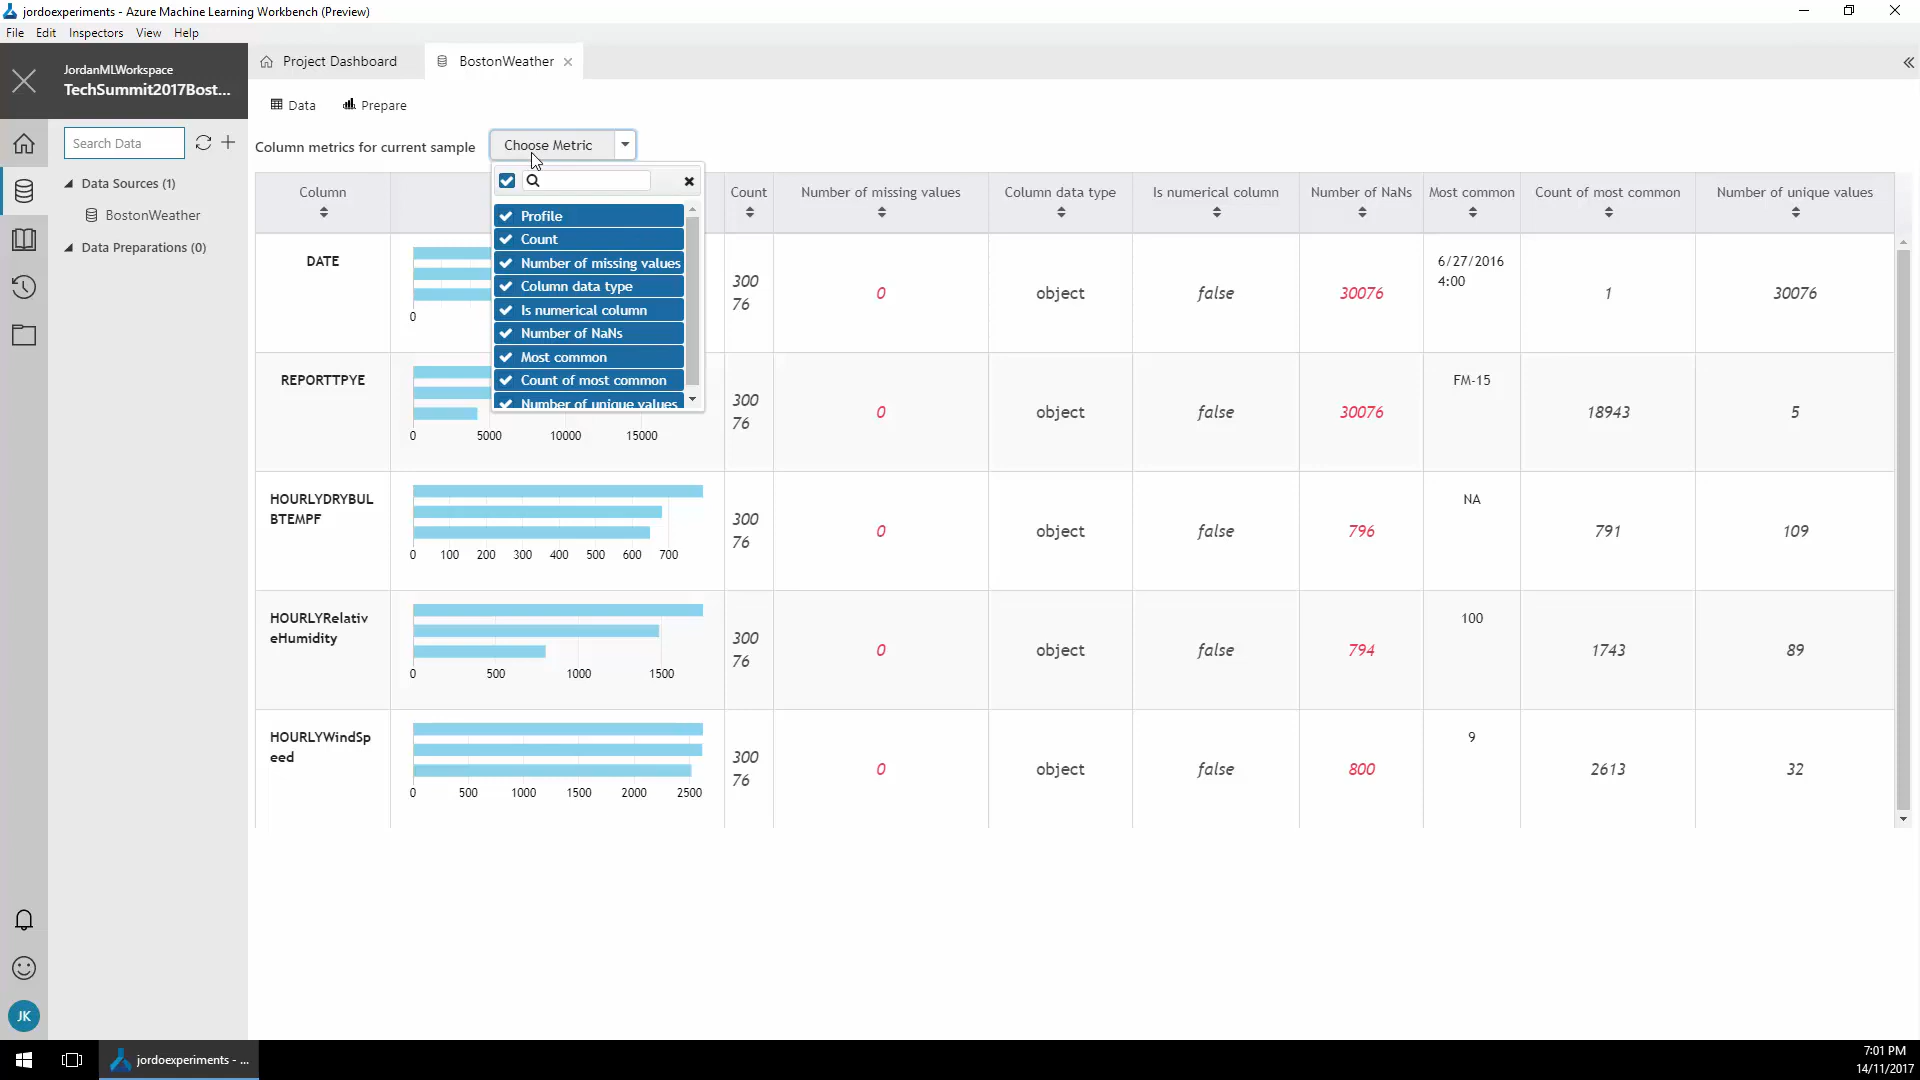 jordoexperiments - Azure Machine Learning Workbench (Preview)
File Edit Inspectors View Help
JordanMLWorkspace
TechSummit2017Bost...
Project Dashboard
BostonWeather
Data
Prepare
Search Data
Data Sources (1)
BostonWeather
Data Preparations (0)
Column metrics for current sample
Choose Metric
Profile
Count
Number of missing values
Column data type
Is numerical column
Number of NaNs
Most common
Count of most common
Number of unique values
Column Count Number of missing values Column data type Is numerical column Number of NaNs Most common Count of most common Number of unique values
DATE
0
300
76
0 object false 30076
6/27/2016
4:00
1 30076
REPORTTPYE
0 5000 10000 15000
300
76
0 object false 30076 FM-15 18943 5
HOURLYDRYBUL
BTEMPF
0 100 200 300 400 500 600 700
300
76
0 object false 796 NA 791 109
HOURLYRelativ
eHumidity
0 500 1000 1500
300
76
0 object false 794 100 1743 89
HOURLYWindSp
eed
0 500 1000 1500 2000 2500
300
76
0 object false 800 9 2613 32
JK
jordoexperiments - ...
7:01 PM
14/11/2017